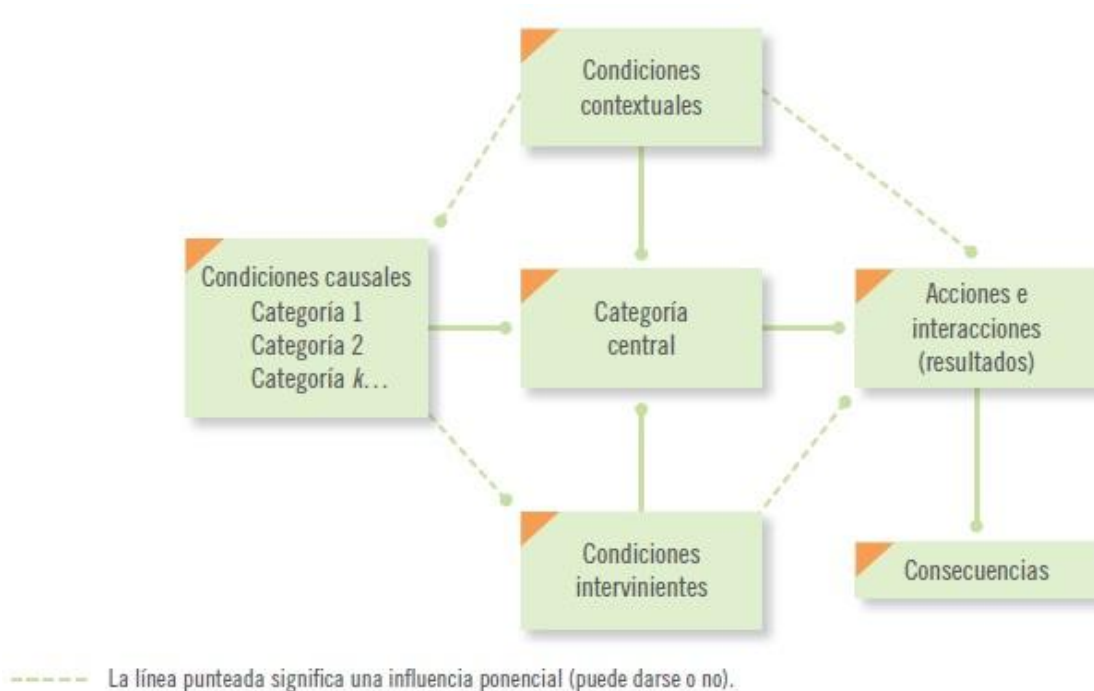 Condiciones
contextuales
Condiciones causales
Categoría 1
Categoría 2
Categoría k...
Categoría
central
Acciones e
interacciones
(resultados)
Condiciones
intervinientes
Consecuencias
La línea punteada significa una influencia ponencial (puede darse o no).